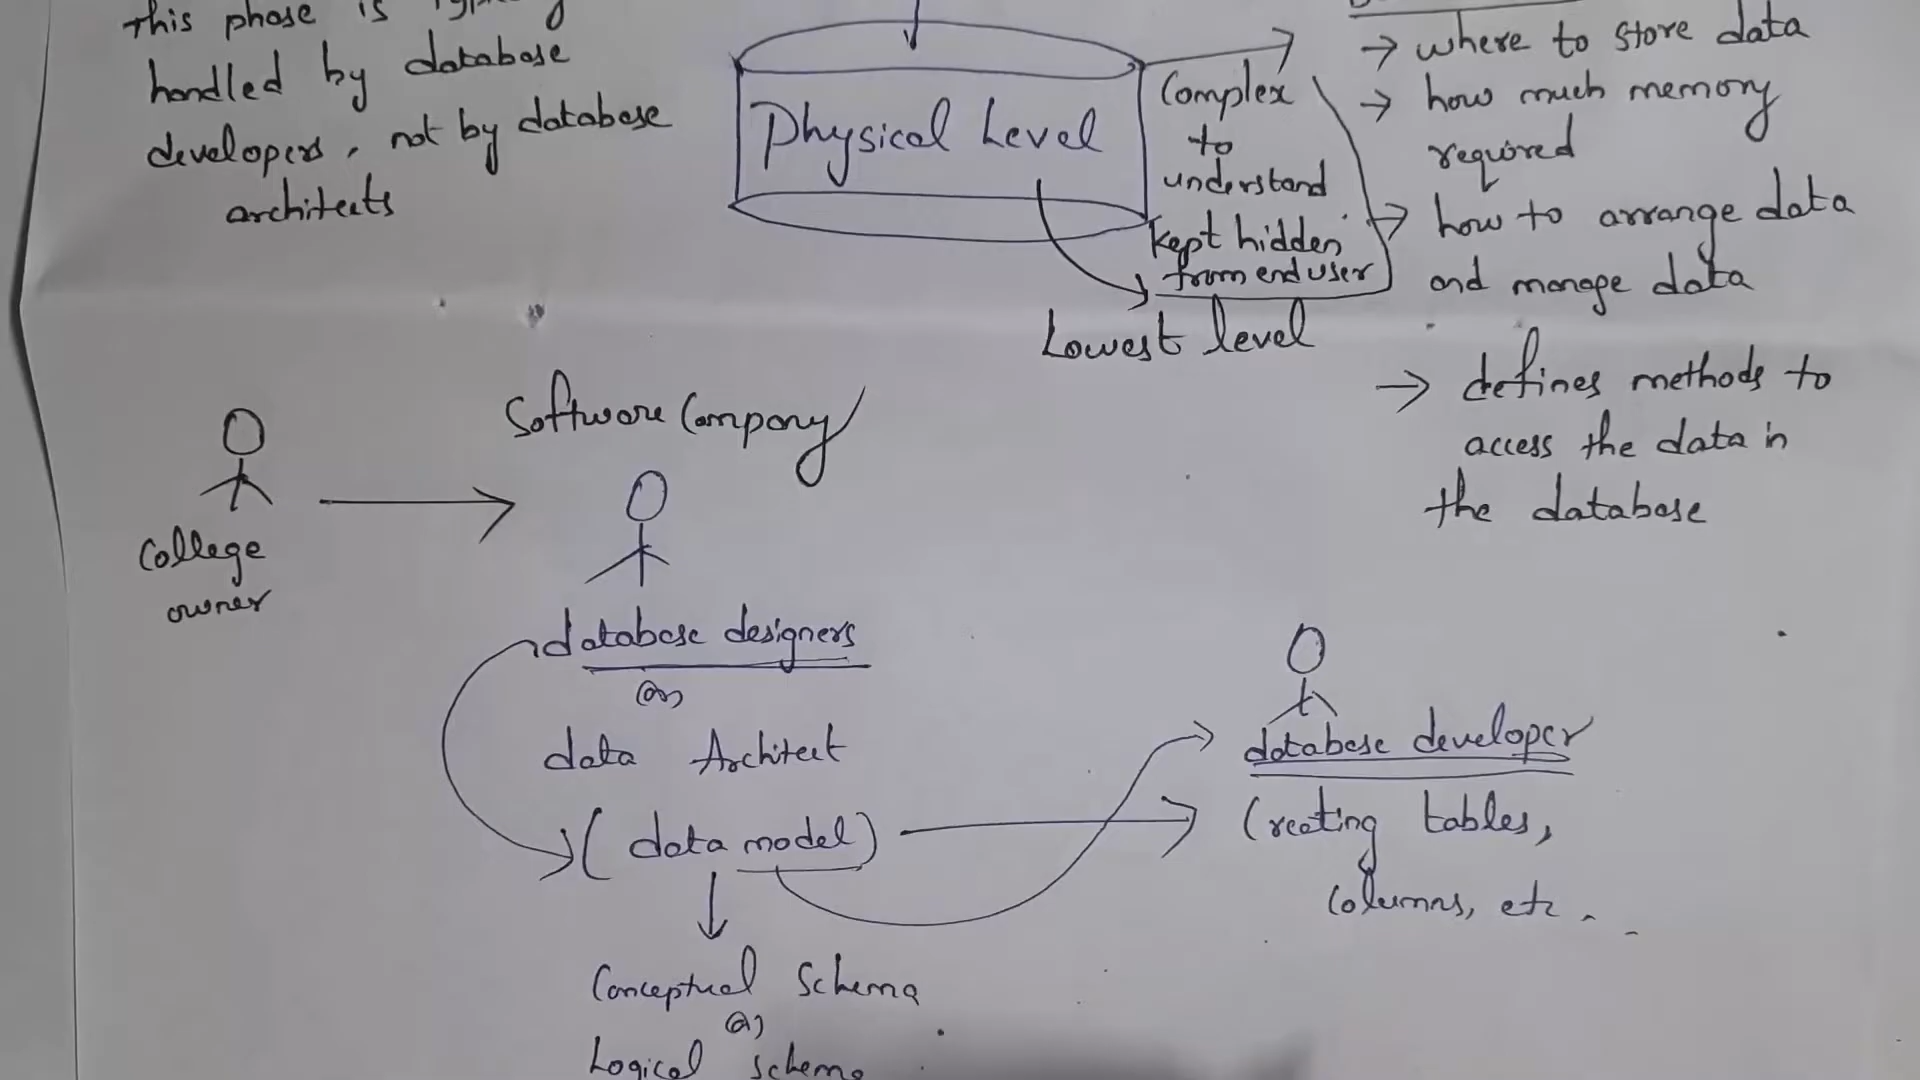 This phase is
handled by database
developers, not by database
architects
Physical Level
Complex
to
understand
kept hidden
from end user
Lowest level
→ where to store data
→ how much memory
required
→ how to arrange data
and manage data
→ defines methods to
access the data in
the database
College
owner
Software Company
database designers
(or)
data Architect
(data model)
Conceptual Schema
(or)
Logical Schema
database developer
Creating tables,
columns, etc.